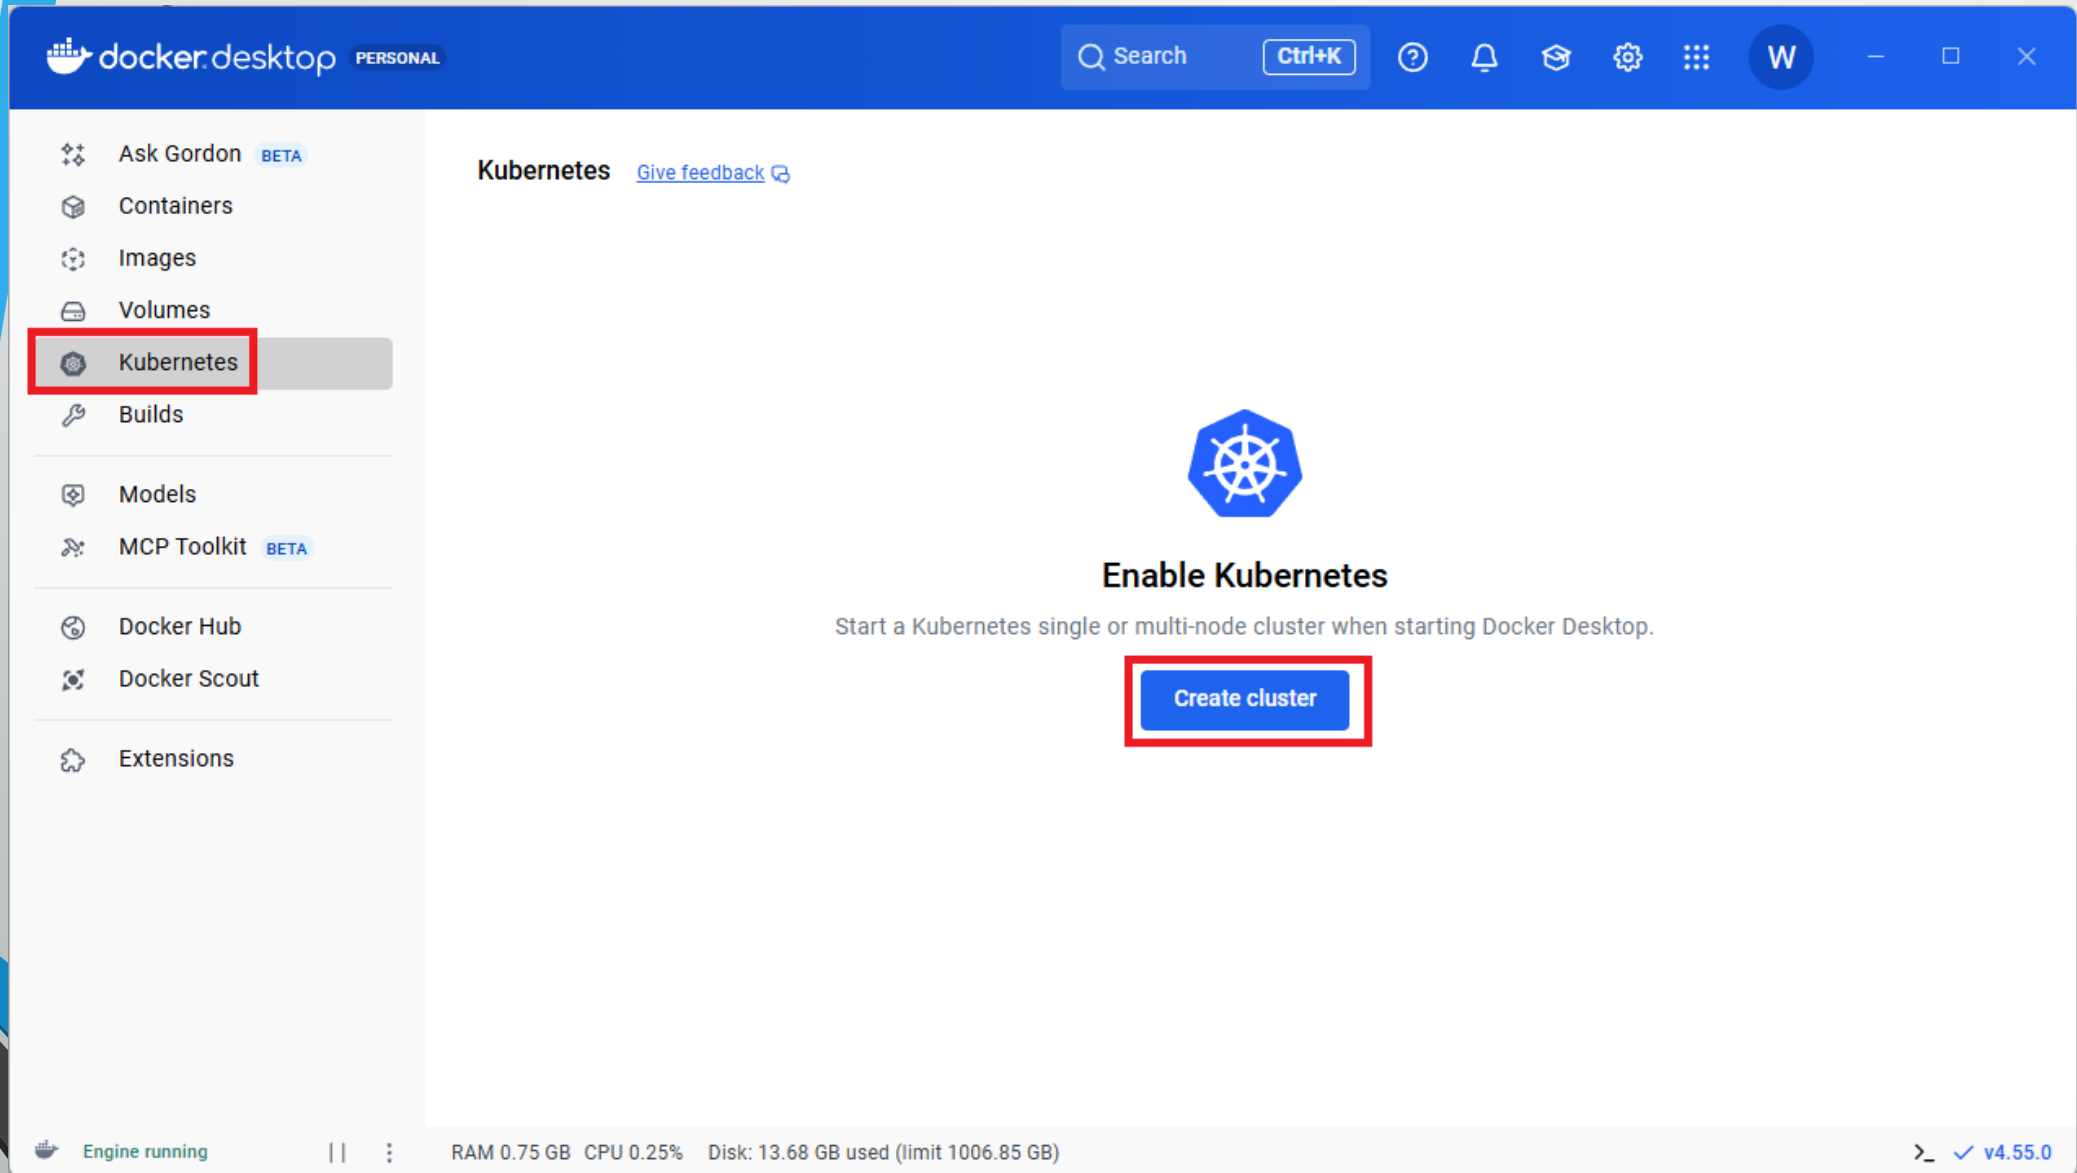 docker.desktop PERSONAL
Search Ctrl+K
W
Ask Gordon BETA
Containers
Images
Volumes
Kubernetes
Builds
Models
MCP Toolkit BETA
Docker Hub
Docker Scout
Extensions
Kubernetes Give feedback
Enable Kubernetes
Start a Kubernetes single or multi-node cluster when starting Docker Desktop.
Create cluster
Engine running
RAM 0.75 GB CPU 0.25% Disk: 13.68 GB used (limit 1006.85 GB)
v4.55.0